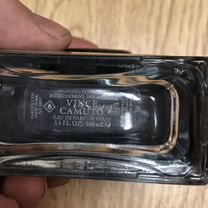 WARNING FLAMMABLE
AVERTISSEMENT. INFLAMMABLE
VINCE
CAMUTO
EAU DE PARFUM SPRAY
3.4 FL.OZ./100 ml ℮